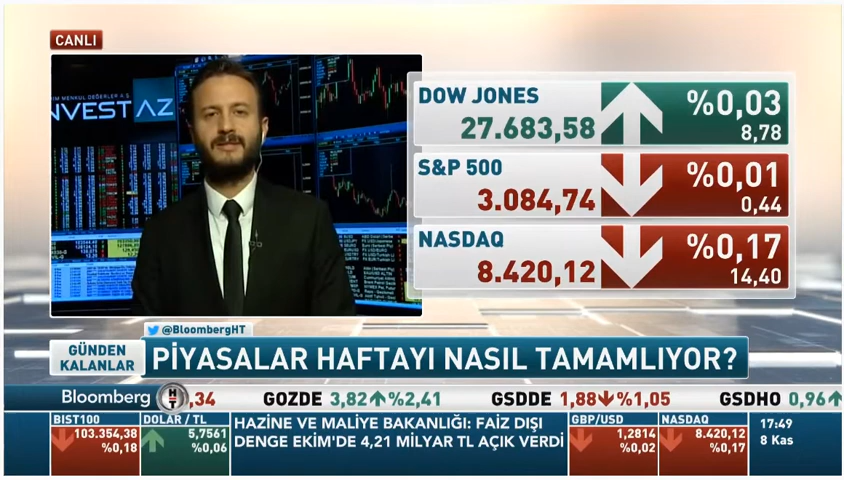 CANLI
INVEST AZ
DOW JONES
27.683,58
%0,03
8,78
S&P 500
3.084,74
%0,01
0,44
NASDAQ
8.420,12
%0,17
14,40
@BloombergHT
GÜNDEN
KALANLAR
PİYASALAR HAFTAYI NASIL TAMAMLIYOR?
Bloomberg HT ,34 GOZDE 3,82 %2,41 GSDDE 1,88 %1,05 GSDHO 0,96
BIST100
103.354,38
%0,18
DOLAR / TL
5,7561
%0,06
HAZİNE VE MALİYE BAKANLIĞI: FAİZ DIŞI
DENGE EKİM'DE 4,21 MİLYAR TL AÇIK VERDİ
GBP/USD
1,2814
%0,02
NASDAQ
8.420,12
%0,17
17:49
8 Kas